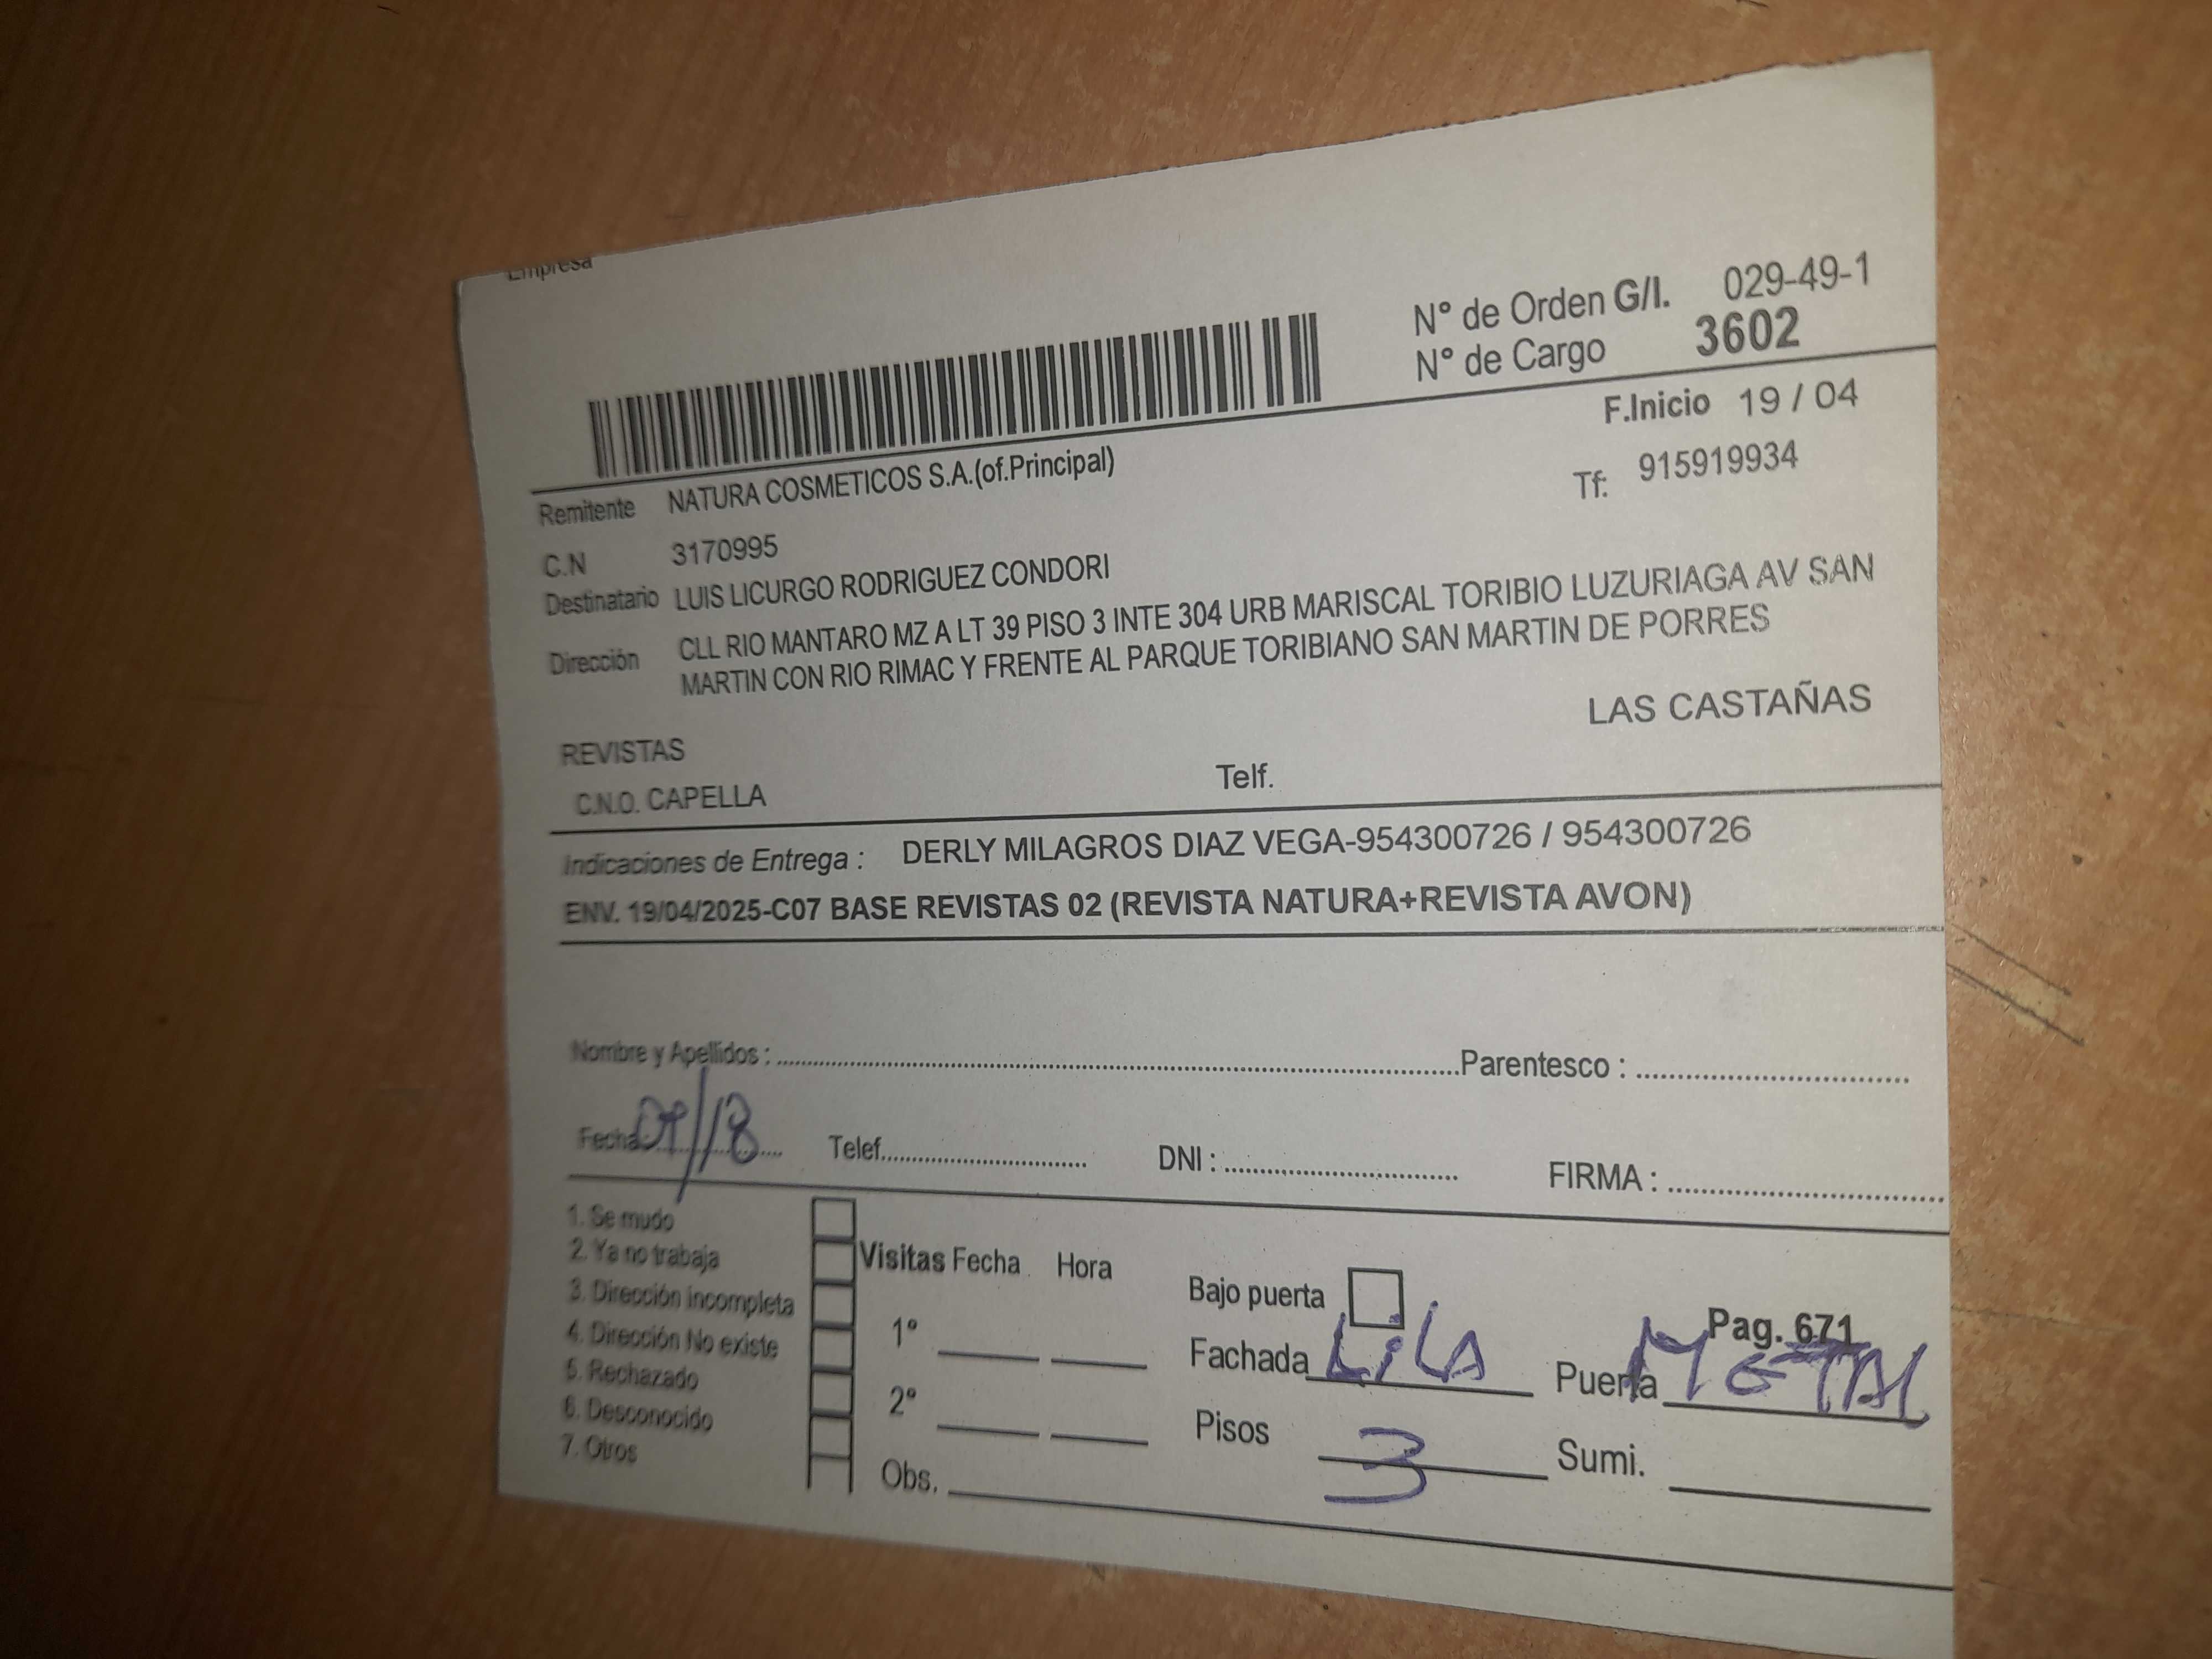 Empresa
N° de Orden G/I. 029-49-1
N° de Cargo 3602
F.Inicio 19 / 04
Remitente NATURA COSMETICOS S.A.(of.Principal)
Tf: 915919934
C.N 3170995
Destinatario LUIS LICURGO RODRIGUEZ CONDORI
Dirección CLL RIO MANTARO MZ A LT 39 PISO 3 INTE 304 URB MARISCAL TORIBIO LUZURIAGA AV SAN
MARTIN CON RIO RIMAC Y FRENTE AL PARQUE TORIBIANO SAN MARTIN DE PORRES
LAS CASTAÑAS
REVISTAS
C.N.O. CAPELLA Telf.
Indicaciones de Entrega : DERLY MILAGROS DIAZ VEGA-954300726 / 954300726
ENV. 19/04/2025-C07 BASE REVISTAS 02 (REVISTA NATURA+REVISTA AVON)
Nombre y Apellidos : Parentesco :
Fecha: Telef. DNI : FIRMA :
1. Se mudo
2. Ya no trabaja
3. Dirección incompleta
4. Dirección No existe
5. Rechazado
6. Desconocido
7. Otros
Visitas Fecha Hora
1°
2°
Obs.
Bajo puerta
Pag. 671
Fachada LiLA Puerta METAL
Pisos 3 Sumi.